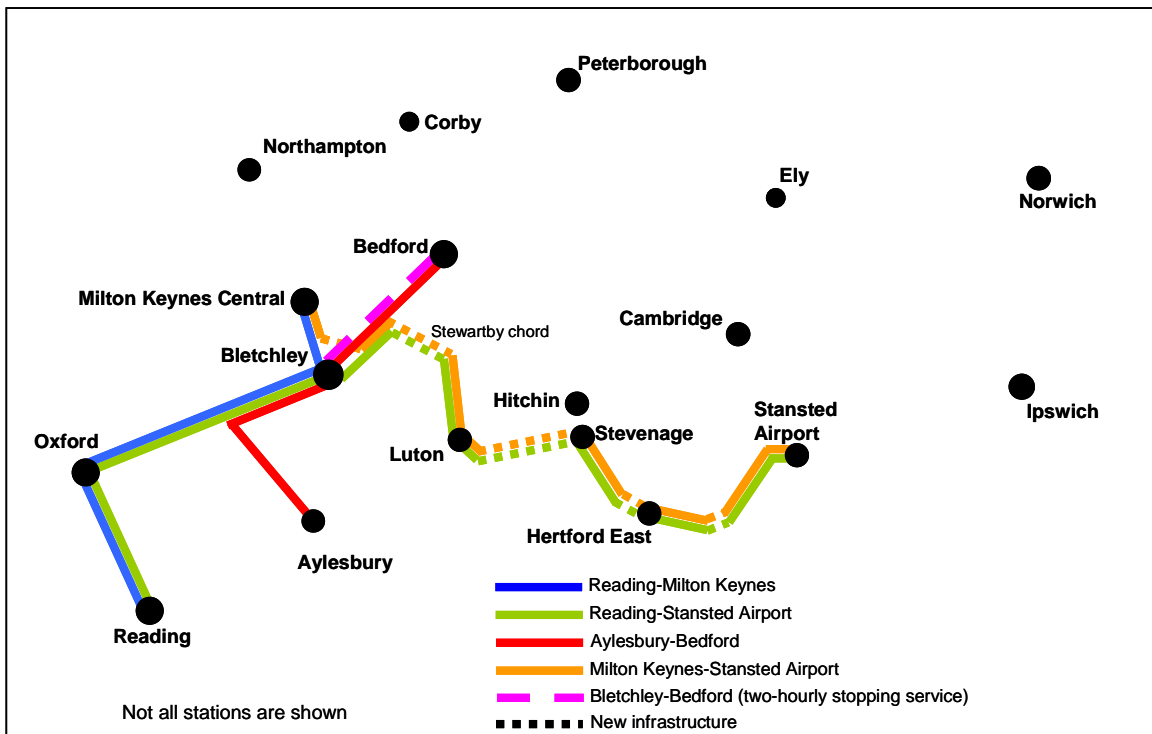 Peterborough
Corby
Northampton
Ely
Norwich
Bedford
Milton Keynes Central
Cambridge
Stewartby chord
Bletchley
Hitchin
Ipswich
Stansted
Airport
Stevenage
Oxford
Luton
Hertford East
Aylesbury
Reading
Reading-Milton Keynes
Reading-Stansted Airport
Aylesbury-Bedford
Milton Keynes-Stansted Airport
Bletchley-Bedford (two-hourly stopping service)
New infrastructure
Not all stations are shown